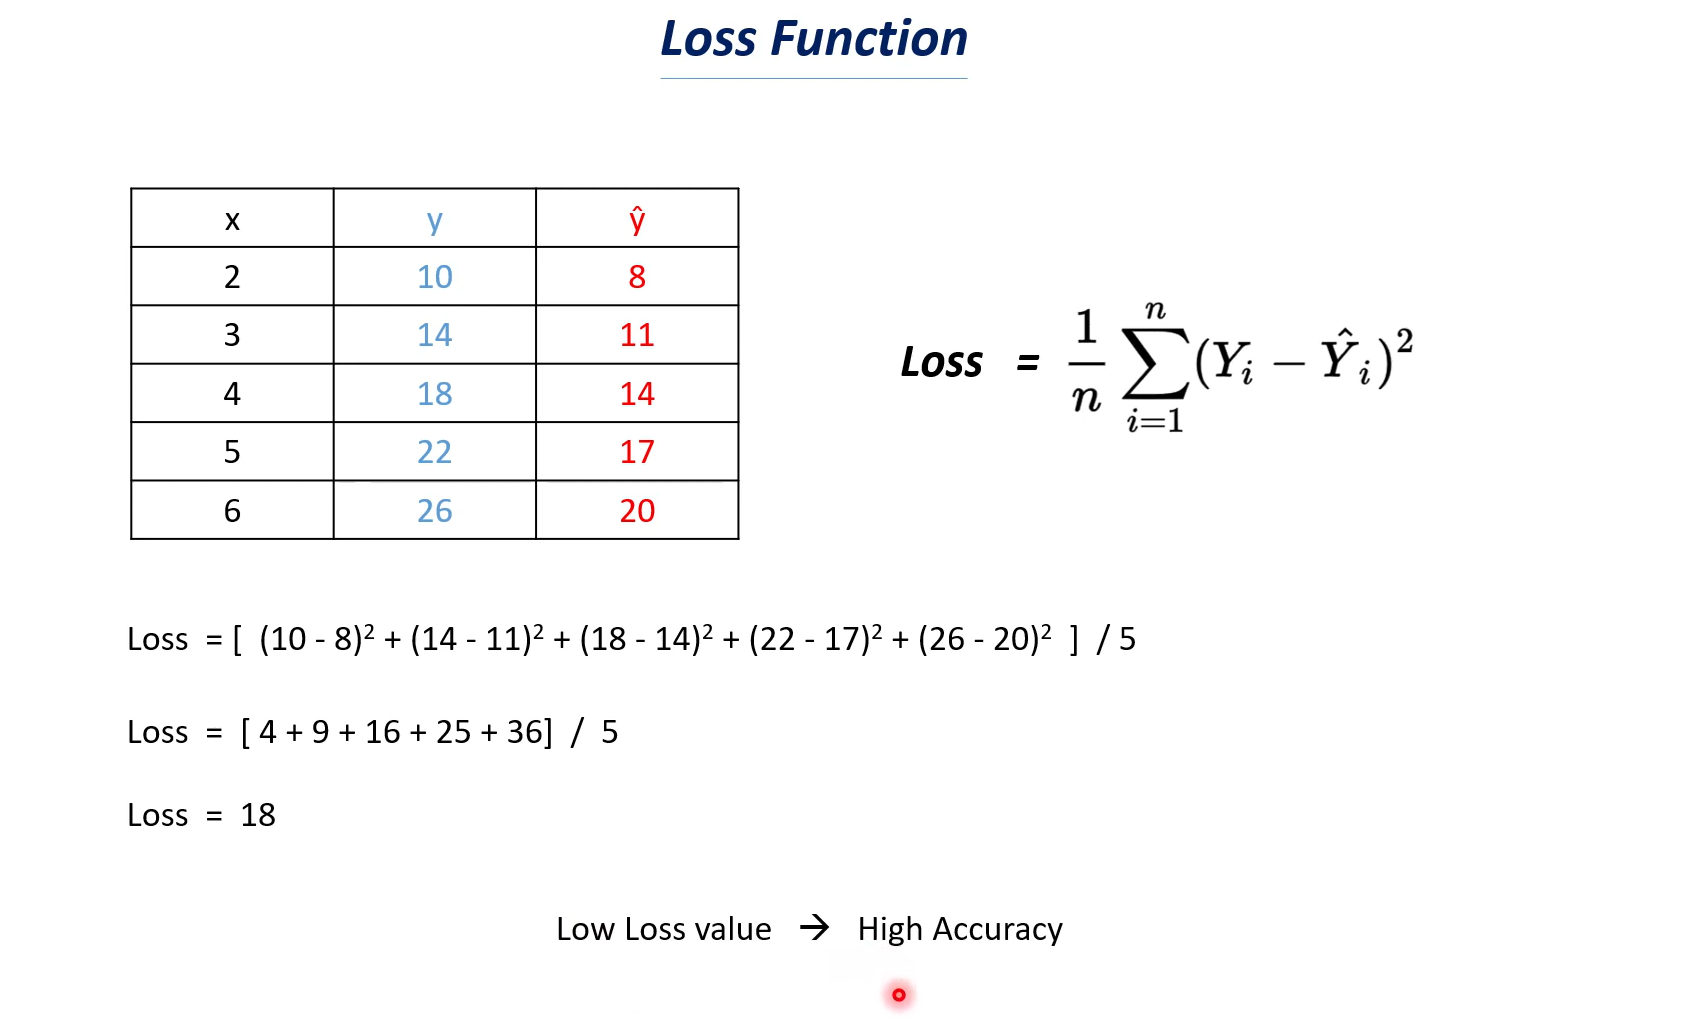 Loss Function
x y ŷ
2 10 8
3 14 11
4 18 14
5 22 17
6 26 20
Loss = \frac{1}{n} \sum_{i=1}^{n} (Y_i - \hat{Y}_i)^2
Loss = [ (10 - 8)² + (14 - 11)² + (18 - 14)² + (22 - 17)² + (26 - 20)² ] / 5
Loss = [ 4 + 9 + 16 + 25 + 36] / 5
Loss = 18
Low Loss value → High Accuracy